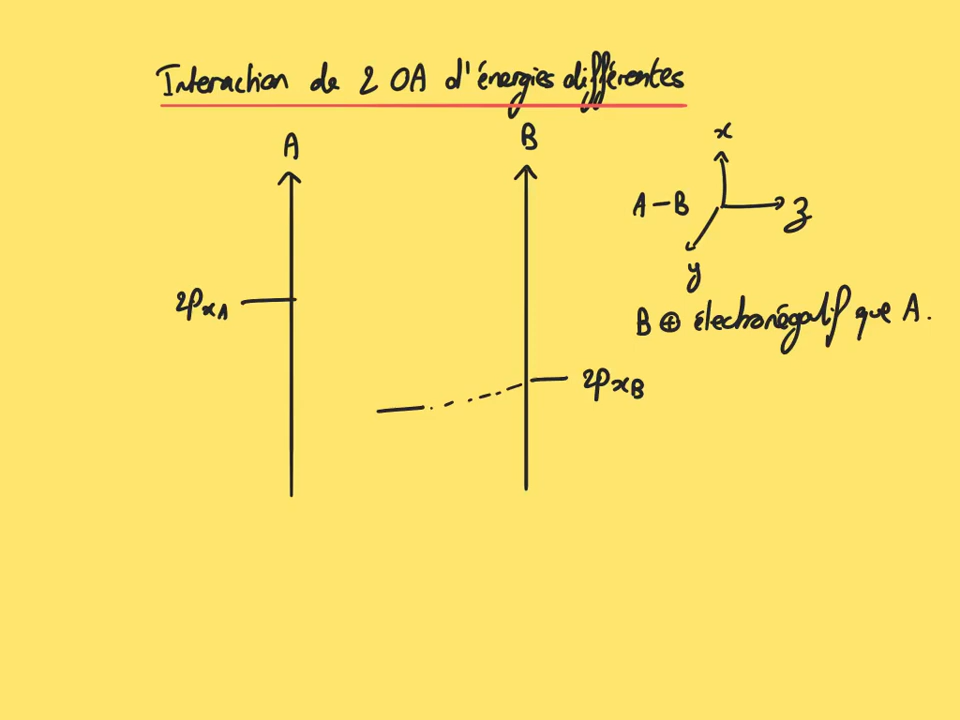 Interaction de 2 OA d'énergies différentes
A
B
x
A-B
z
y
2pxA
B ⊕ électronégatif que A.
2pxB